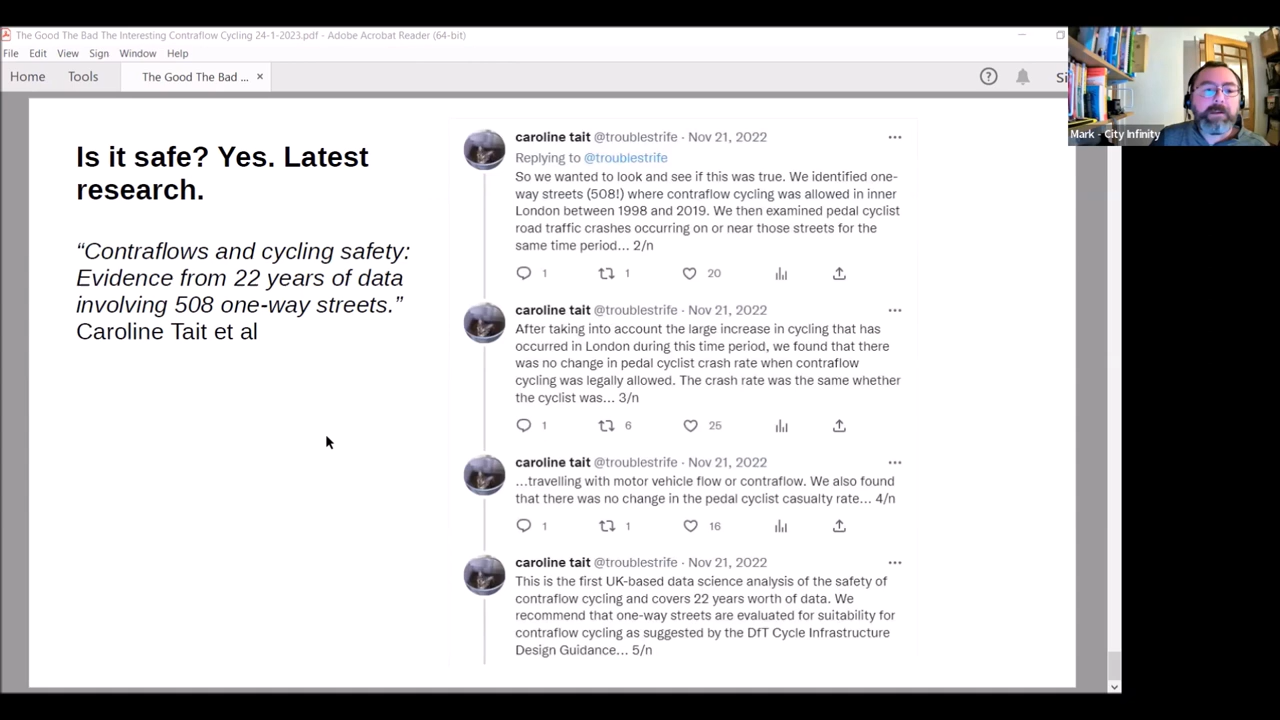 The Good The Bad The Interesting Contraflow Cycling 24-1-2023.pdf - Adobe Acrobat Reader (64-bit)
File Edit View Sign Window Help
Home Tools The Good The Bad ... ×
Si
Mark - City Infinity
Is it safe? Yes. Latest
research.
“Contraflows and cycling safety:
Evidence from 22 years of data
involving 508 one-way streets.”
Caroline Tait et al
caroline tait @troublestrife · Nov 21, 2022
Replying to @troublestrife
So we wanted to look and see if this was true. We identified one-
way streets (508!) where contraflow cycling was allowed in inner
London between 1998 and 2019. We then examined pedal cyclist
road traffic crashes occurring on or near those streets for the
same time period... 2/n
1 1 20
caroline tait @troublestrife · Nov 21, 2022
After taking into account the large increase in cycling that has
occurred in London during this time period, we found that there
was no change in pedal cyclist crash rate when contraflow
cycling was legally allowed. The crash rate was the same whether
the cyclist was... 3/n
1 6 25
caroline tait @troublestrife · Nov 21, 2022
...travelling with motor vehicle flow or contraflow. We also found
that there was no change in the pedal cyclist casualty rate... 4/n
1 1 16
caroline tait @troublestrife · Nov 21, 2022
This is the first UK-based data science analysis of the safety of
contraflow cycling and covers 22 years worth of data. We
recommend that one-way streets are evaluated for suitability for
contraflow cycling as suggested by the DfT Cycle Infrastructure
Design Guidance... 5/n